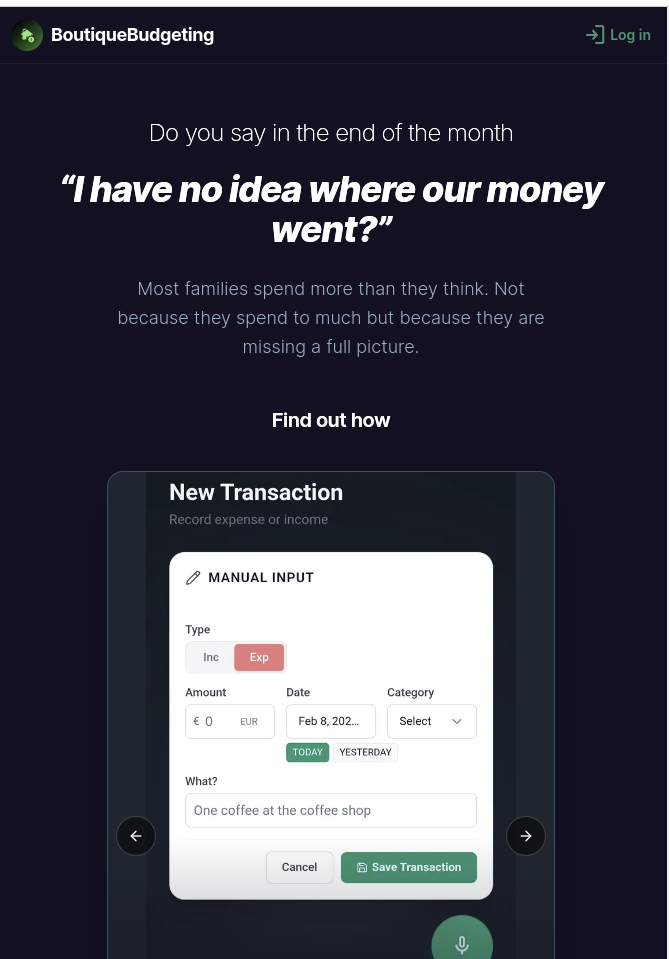 BoutiqueBudgeting
Log in
Do you say in the end of the month
“I have no idea where our money
went?”
Most families spend more than they think. Not
because they spend to much but because they are
missing a full picture.
Find out how
New Transaction
Record expense or income
MANUAL INPUT
Type
Inc Exp
Amount Date Category
€ 0 EUR Feb 8, 202... Select
TODAY YESTERDAY
What?
One coffee at the coffee shop
Cancel Save Transaction